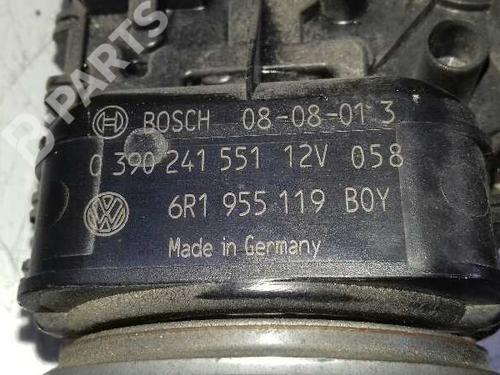 B-PARTS
BOSCH 08-08-01 3
0 390 241 551 12V 058
6R1 955 119 BOY
Made in Germany